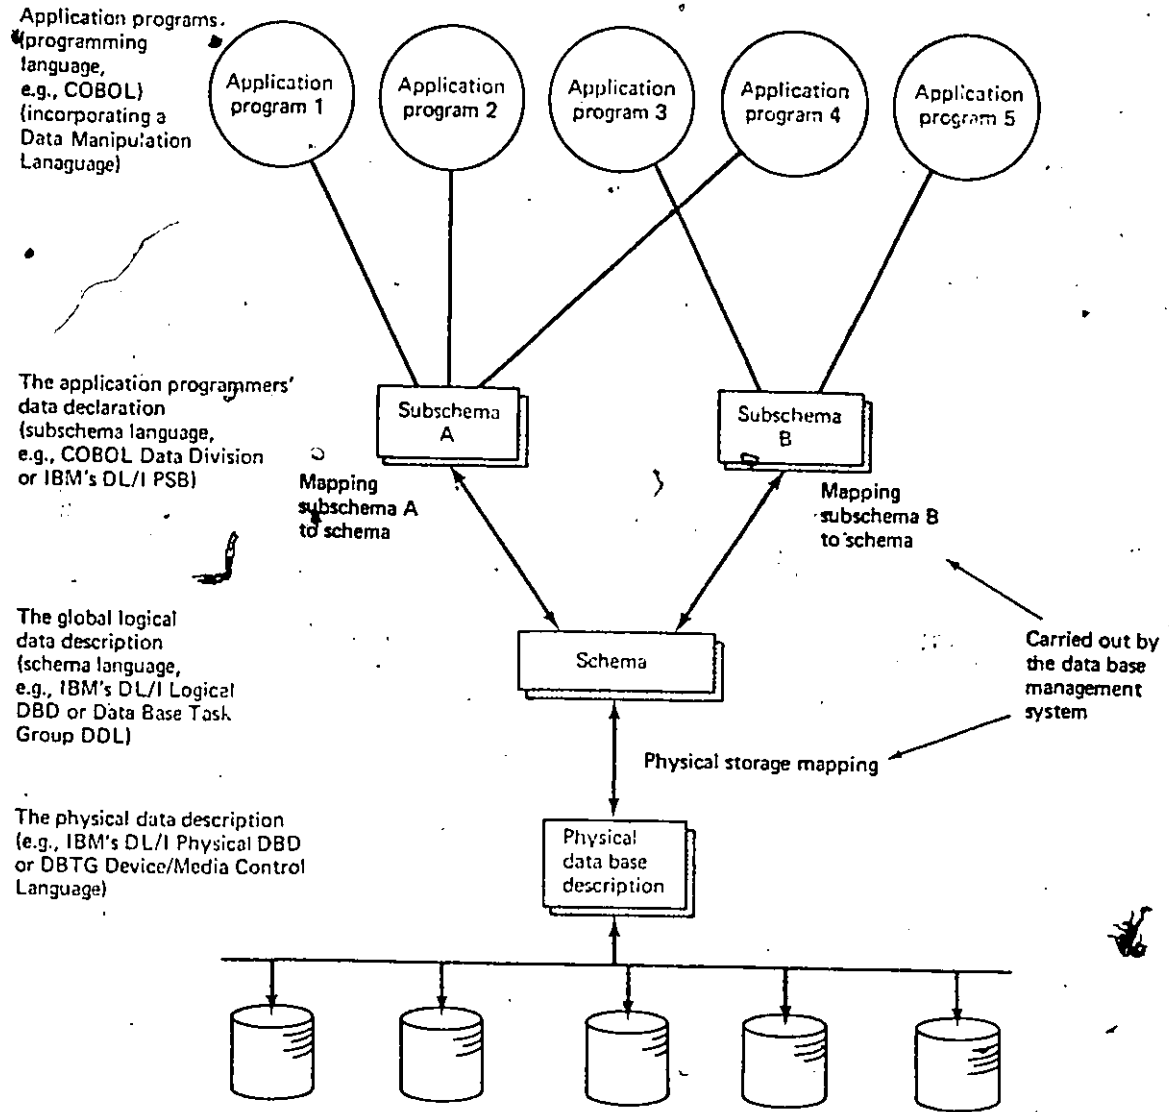 Application programs.
(programming
language,
e.g., COBOL)
(incorporating a
Data Manipulation
Lanaguage)
Application
program 1
Application
program 2
Application
program 3
Application
program 4
Application
program 5
The application programmers'
data declaration
(subschema language,
e.g., COBOL Data Division
or IBM's DL/I PSB)
Subschema
A
Subschema
B
Mapping
subschema A
to schema
Mapping
subschema B
to schema
The global logical
data description
(schema language,
e.g., IBM's DL/I Logical
DBD or Data Base Task
Group DDL)
Schema
Carried out by
the data base
management
system
Physical storage mapping
The physical data description
(e.g., IBM's DL/I Physical DBD
or DBTG Device/Media Control
Language)
Physical
data base
description